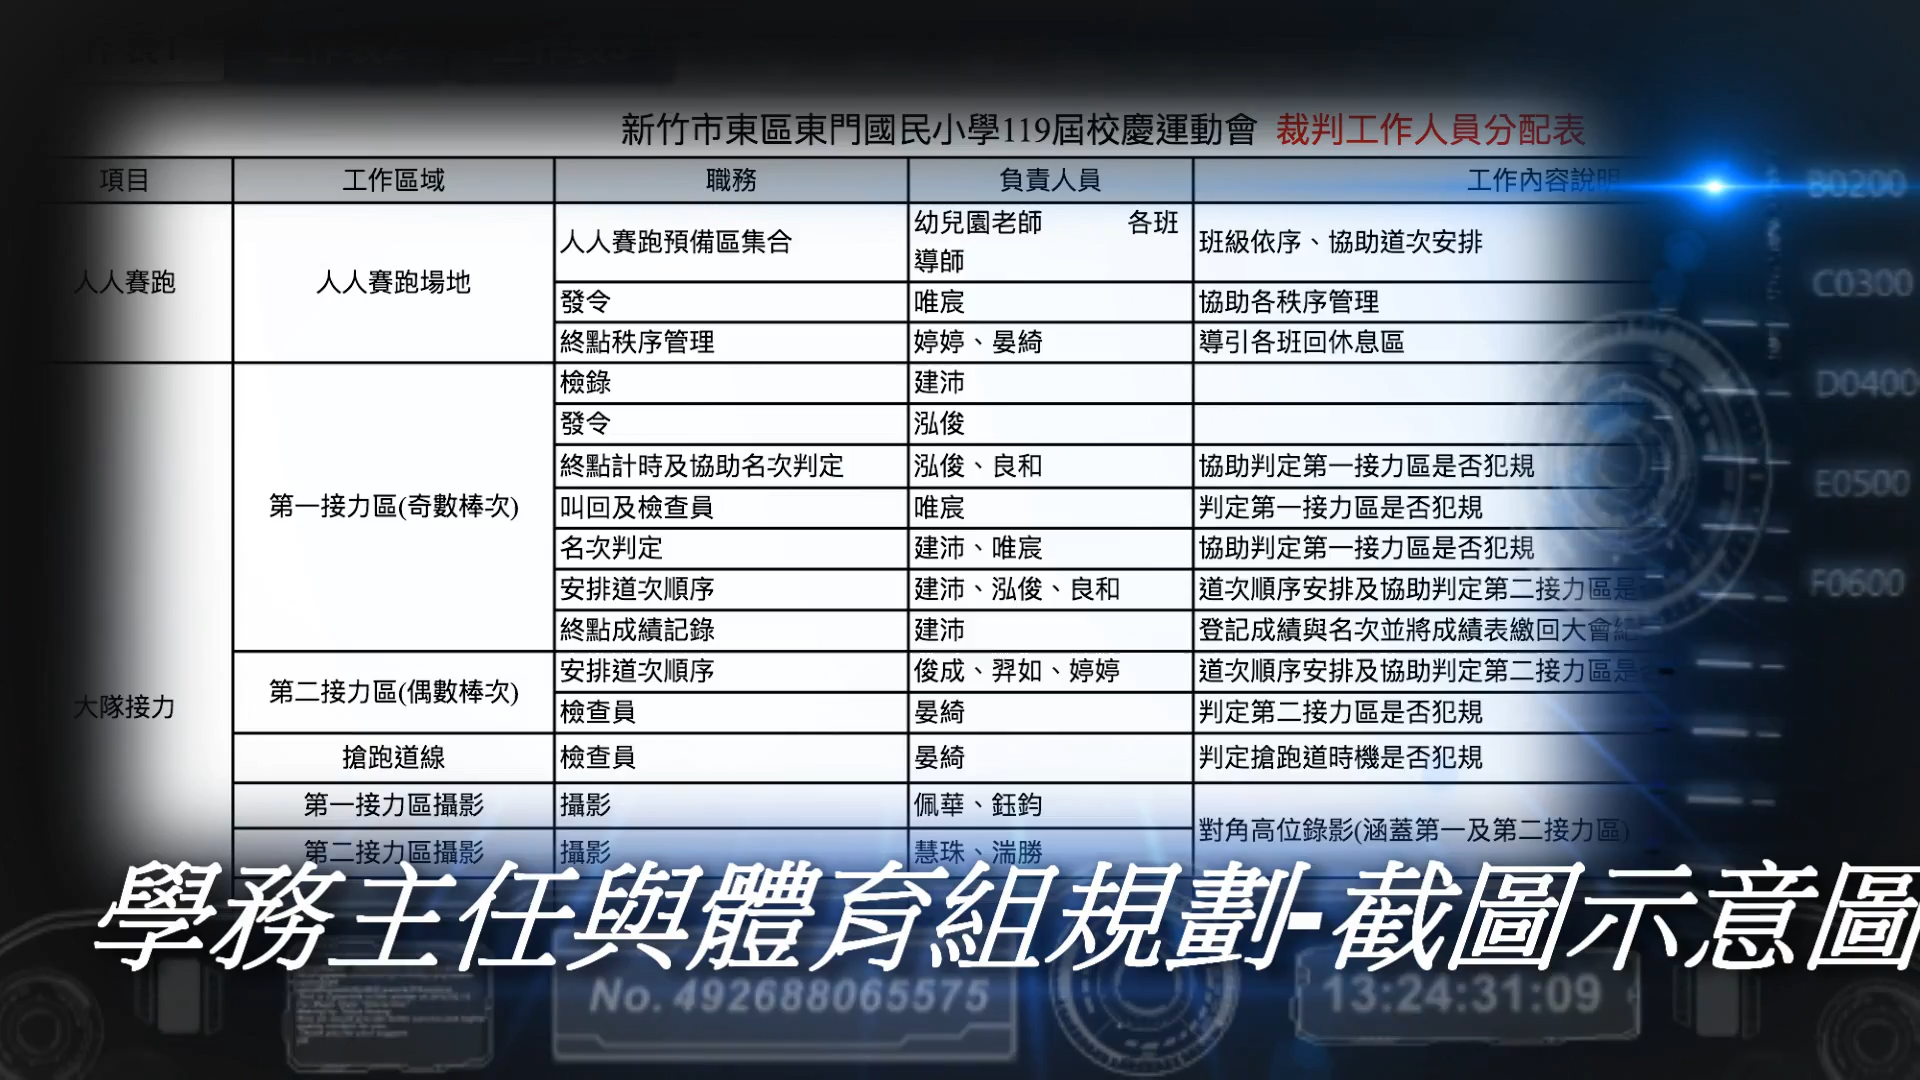 新竹市東區東門國民小學119屆校慶運動會 裁判工作人員分配表
項目 工作區域 職務 負責人員 工作內容說明
人人賽跑 人人賽跑場地 人人賽跑預備區集合 幼兒園老師 各班導師 班級依序、協助道次安排
發令 唯宸 協助各秩序管理
終點秩序管理 婷婷、晏綺 導引各班回休息區
大隊接力 第一接力區(奇數棒次) 檢錄 建沛
發令 泓俊
終點計時及協助名次判定 泓俊、良和 協助判定第一接力區是否犯規
叫回及檢查員 唯宸 判定第一接力區是否犯規
名次判定 建沛、唯宸 協助判定第一接力區是否犯規
安排道次順序 建沛、泓俊、良和 道次順序安排及協助判定第二接力區是
終點成績記錄 建沛 登記成績與名次並將成績表繳回大會
第二接力區(偶數棒次) 安排道次順序 俊成、羿如、婷婷 道次順序安排及協助判定第二接力區是
檢查員 晏綺 判定第二接力區是否犯規
搶跑道線 檢查員 晏綺 判定搶跑道時機是否犯規
第一接力區攝影 攝影 佩華、鈺鈞 對角高位錄影(涵蓋第一及第二接力區)
第二接力區攝影 攝影 慧珠、湍勝
學務主任與體育組規劃-截圖示意圖
No. 492688065575
13:24:31:09
B0200
C0300
D0400
E0500
F0600